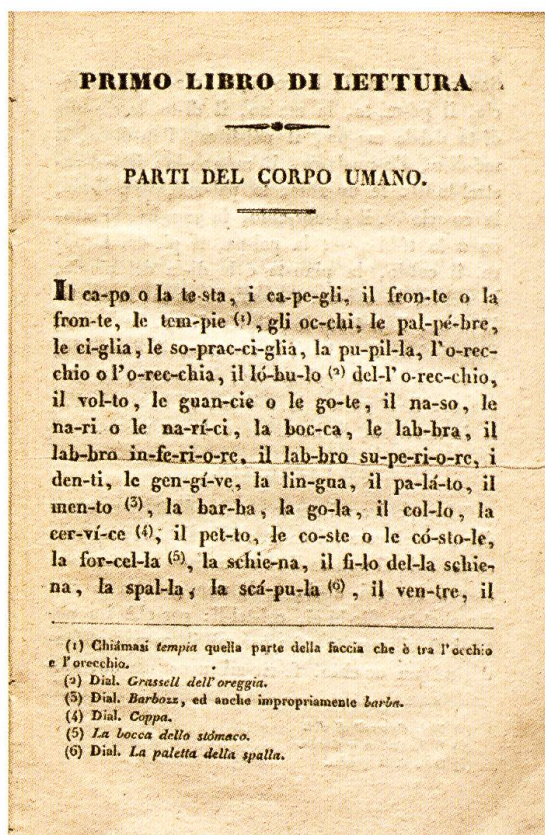 PRIMO LIBRO DI LETTURA
PARTI DEL CORPO UMANO.
Il ca-po o la te-sta, i ca-pe-gli, il fron-te o la
fron-te, le tem-pie (1), gli oc-chi, le pal-pé-bre,
le ci-glia, le so-prac-ci-glia, la pu-pil-la, l'o-rec-
chio o l'o-rec-chia, il ló-bu-lo (2) del-l'o-rec-chio,
il vol-to, le guan-cie o le go-te, il na-so, le
na-ri o le na-rí-ci, la boc-ca, le lab-bra, il
lab-bro in-fe-ri-o-re, il lab-bro su-pe-ri-o-re, i
den-ti, le gen-gí-ve, la lin-gua, il pa-lá-to, il
men-to (3), la bar-ba, la go-la, il col-lo, la
cer-ví-ce (4), il pet-to, le co-ste o le có-sto-le,
la for-cel-la (5), la schie-na, il fi-lo del-la schie-
na, la spal-la, la scá-pu-la (6), il ven-tre, il
(1) Chiámasi tempia quella parte della faccia che è tra l'occhio
e l'orecchio.
(2) Dial. Grassell dell'oreggia.
(3) Dial. Barbozz, ed anche impropriamente barba.
(4) Dial. Coppa.
(5) La bocca dello stómaco.
(6) Dial. La paletta della spalla.